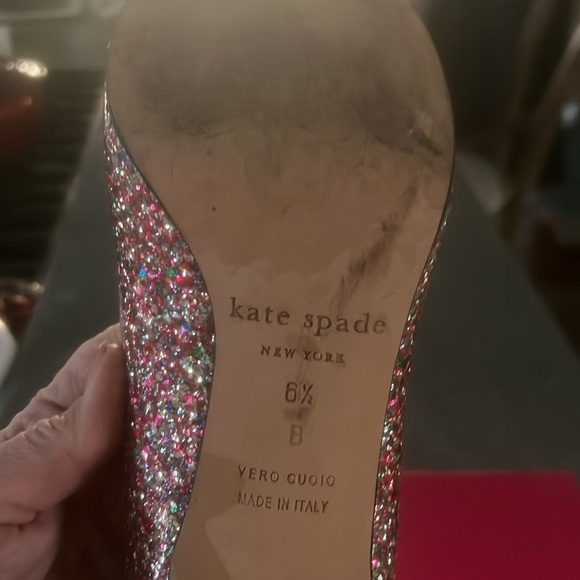 kate spade
NEW YORK
6½
B
VERO CUOIO
MADE IN ITALY